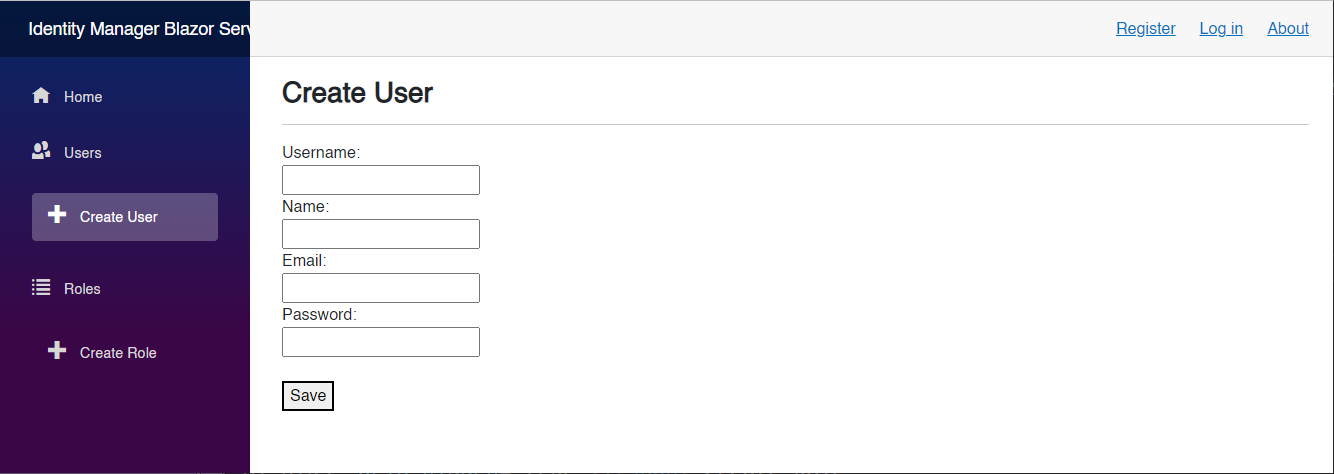 Identity Manager Blazor Serv
Register Log in About
Home
Users
Create User
Roles
Create Role
Create User
Username:
Name:
Email:
Password:
Save